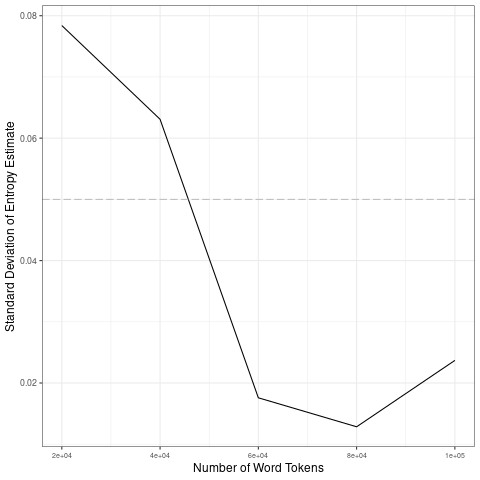 Standard Deviation of Entropy Estimate
0.08
0.06
0.04
0.02
2e+04 4e+04 6e+04 8e+04 1e+05
Number of Word Tokens